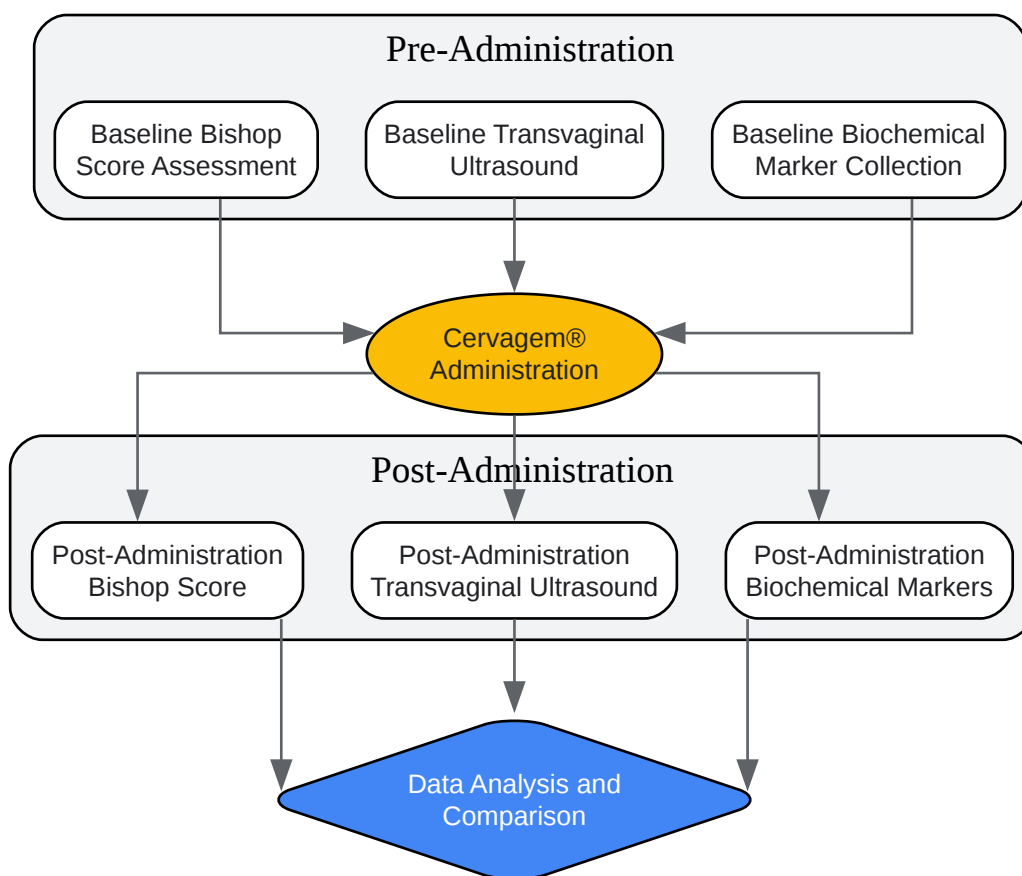 Pre-Administration
Baseline Bishop
Score Assessment
Baseline Transvaginal
Ultrasound
Baseline Biochemical
Marker Collection
Cervagem®
Administration
Post-Administration
Post-Administration
Bishop Score
Post-Administration
Transvaginal Ultrasound
Post-Administration
Biochemical Markers
Data Analysis and
Comparison